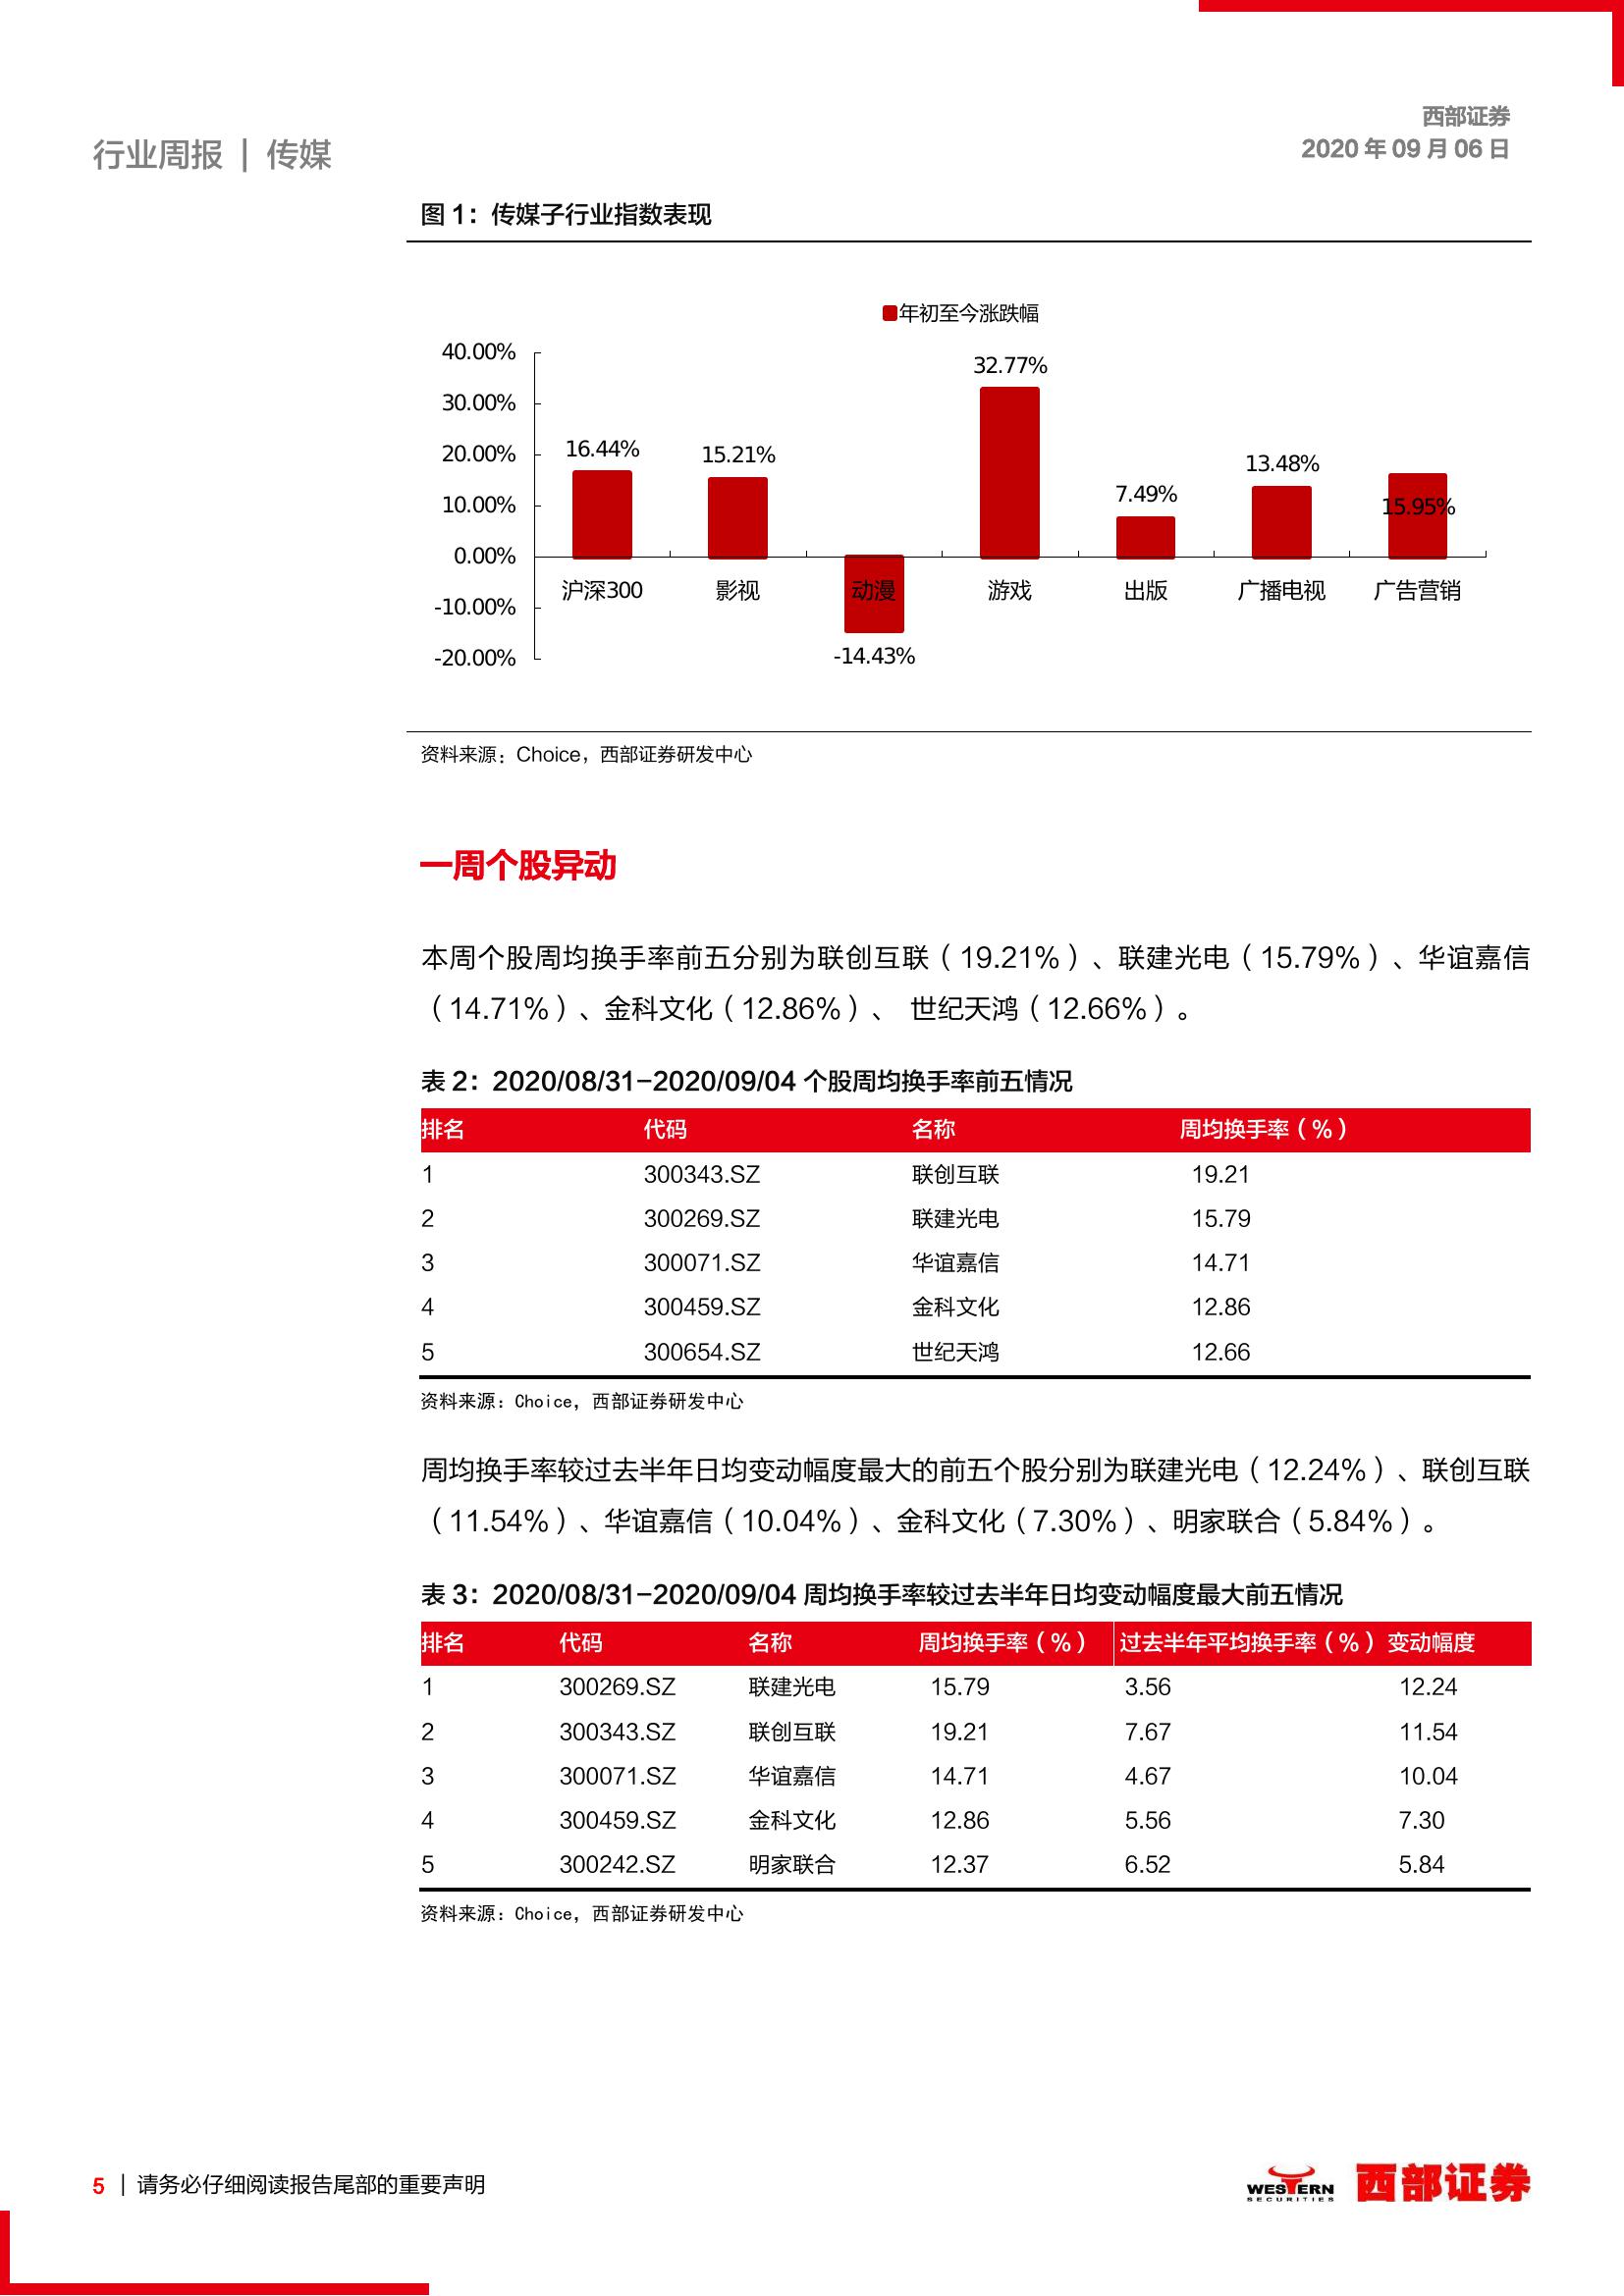 西部证券
行业周报 | 传媒
2020 年 09 月 06 日
图 1：传媒子行业指数表现
年初至今涨跌幅
40.00%
30.00%
20.00%
10.00%
0.00%
-10.00%
-20.00%
16.44%
15.21%
-14.43%
32.77%
7.49%
13.48%
15.95%
沪深300 影视 动漫 游戏 出版 广播电视 广告营销
资料来源：Choice，西部证券研发中心
一周个股异动
本周个股周均换手率前五分别为联创互联（19.21%）、联建光电（15.79%）、华谊嘉信
（14.71%）、金科文化（12.86%）、 世纪天鸿（12.66%）。
表 2：2020/08/31-2020/09/04 个股周均换手率前五情况
排名 代码 名称 周均换手率（%）
1 300343.SZ 联创互联 19.21
2 300269.SZ 联建光电 15.79
3 300071.SZ 华谊嘉信 14.71
4 300459.SZ 金科文化 12.86
5 300654.SZ 世纪天鸿 12.66
资料来源：Choice，西部证券研发中心
周均换手率较过去半年日均变动幅度最大的前五个股分别为联建光电（12.24%）、联创互联
（11.54%）、华谊嘉信（10.04%）、金科文化（7.30%）、明家联合（5.84%）。
表 3：2020/08/31-2020/09/04 周均换手率较过去半年日均变动幅度最大前五情况
排名 代码 名称 周均换手率（%） 过去半年平均换手率（%） 变动幅度
1 300269.SZ 联建光电 15.79 3.56 12.24
2 300343.SZ 联创互联 19.21 7.67 11.54
3 300071.SZ 华谊嘉信 14.71 4.67 10.04
4 300459.SZ 金科文化 12.86 5.56 7.30
5 300242.SZ 明家联合 12.37 6.52 5.84
资料来源：Choice，西部证券研发中心
5 | 请务必仔细阅读报告尾部的重要声明
WESTERN
SECURITIES
西部证券